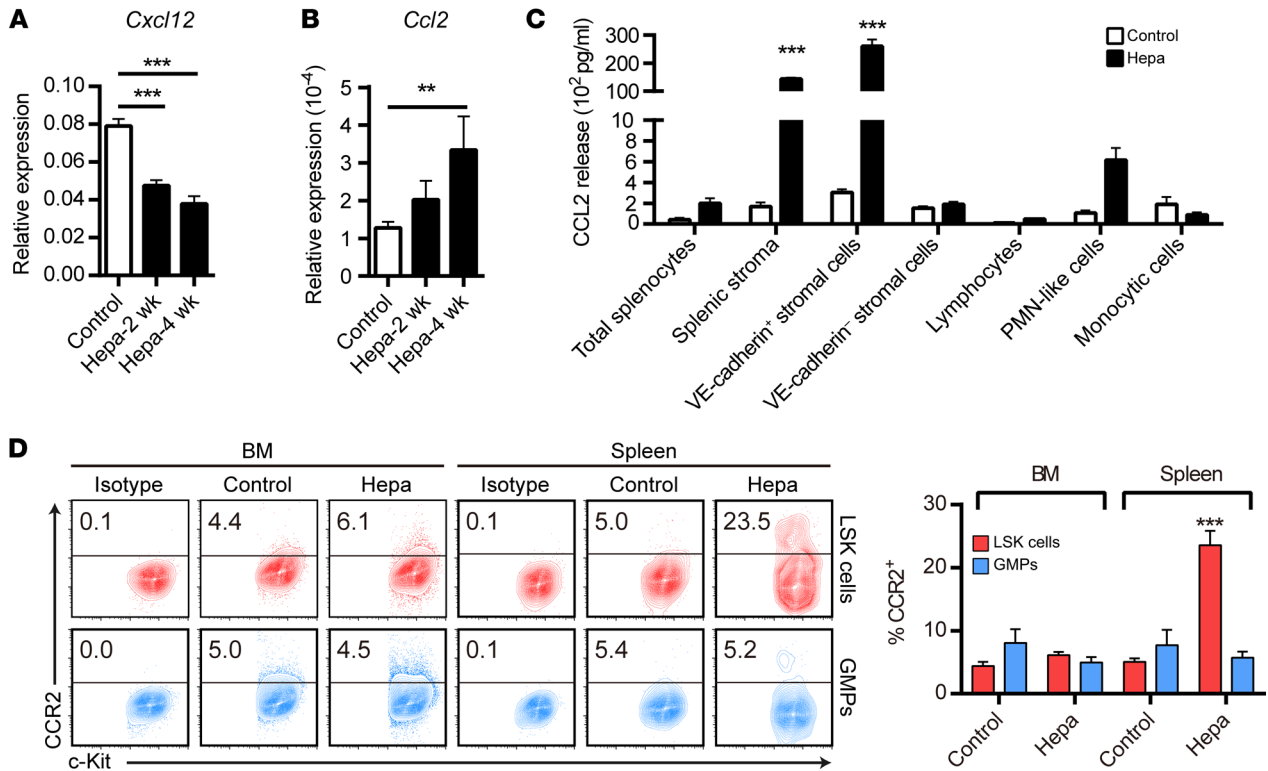 A
Cxcl12
Relative expression
0.10
0.08
0.06
0.04
0.02
0.00
***
***
Control
Hepa-2 wk
Hepa-4 wk
B
Ccl2
Relative expression (10⁻⁴)
5
4
3
2
1
0
**
Control
Hepa-2 wk
Hepa-4 wk
C
CCL2 release (10² pg/ml)
300
200
100
10
8
6
4
2
0
***
***
Control
Hepa
Total splenocytes
Splenic stroma
VE-cadherin⁺ stromal cells
VE-cadherin⁻ stromal cells
Lymphocytes
PMN-like cells
Monocytic cells
D
BM
Spleen
Isotype
Control
Hepa
Isotype
Control
Hepa
0.1
4.4
6.1
0.1
5.0
23.5
LSK cells
0.0
5.0
4.5
0.1
5.4
5.2
GMPs
CCR2
c-Kit
BM
Spleen
% CCR2⁺
30
20
10
0
LSK cells
GMPs
***
Control
Hepa
Control
Hepa